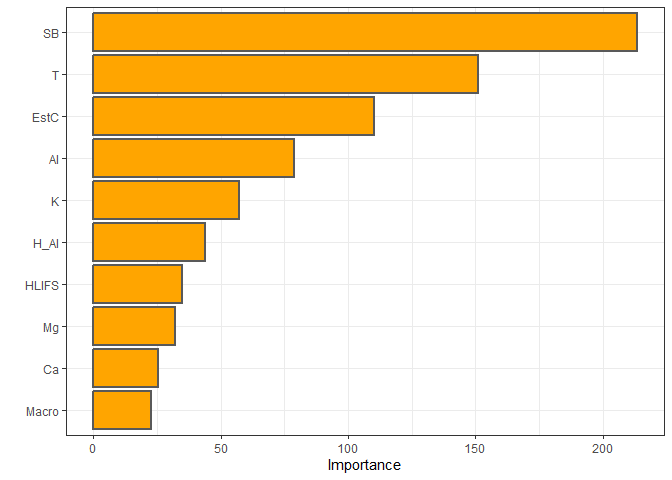 SB
T
EstC
Al
K
H_Al
HLIFS
Mg
Ca
Macro
0 50 100 150 200
Importance